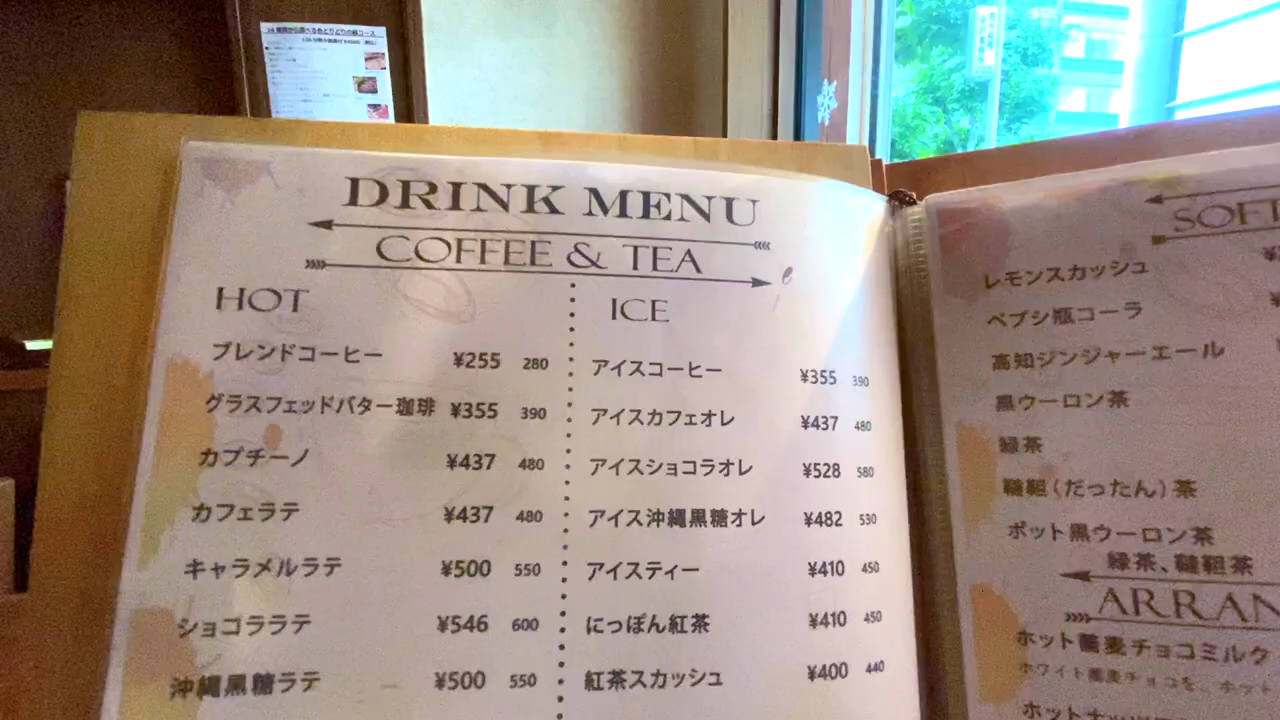 DRINK MENU
COFFEE & TEA
HOT
ブレンドコーヒー ¥255 280
グラスフェッドバター珈琲 ¥355 390
カプチーノ ¥437 480
カフェラテ ¥437 480
キャラメルラテ ¥500 550
ショコララテ ¥546 600
沖縄黒糖ラテ ¥500 550
ICE
アイスコーヒー ¥355 390
アイスカフェオレ ¥437 480
アイスショコラオレ ¥528 580
アイス沖縄黒糖オレ ¥482 530
アイスティー ¥410 450
にっぽん紅茶 ¥410 450
紅茶スカッシュ ¥400 440
SOF
レモンスカッシュ
ペプシ瓶コーラ
高知ジンジャーエール
黒ウーロン茶
緑茶
韃靼(だったん)茶
ポット黒ウーロン茶
緑茶、韃靼茶
ARRAN
ホット蕎麦チョコミルク